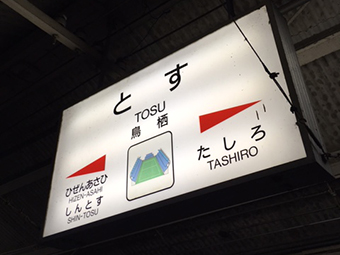 とす
TOSU
鳥栖
ひぜんあさひ
HIZEN-ASAHI
しんとす
SHIN-TOSU
たしろ
TASHIRO